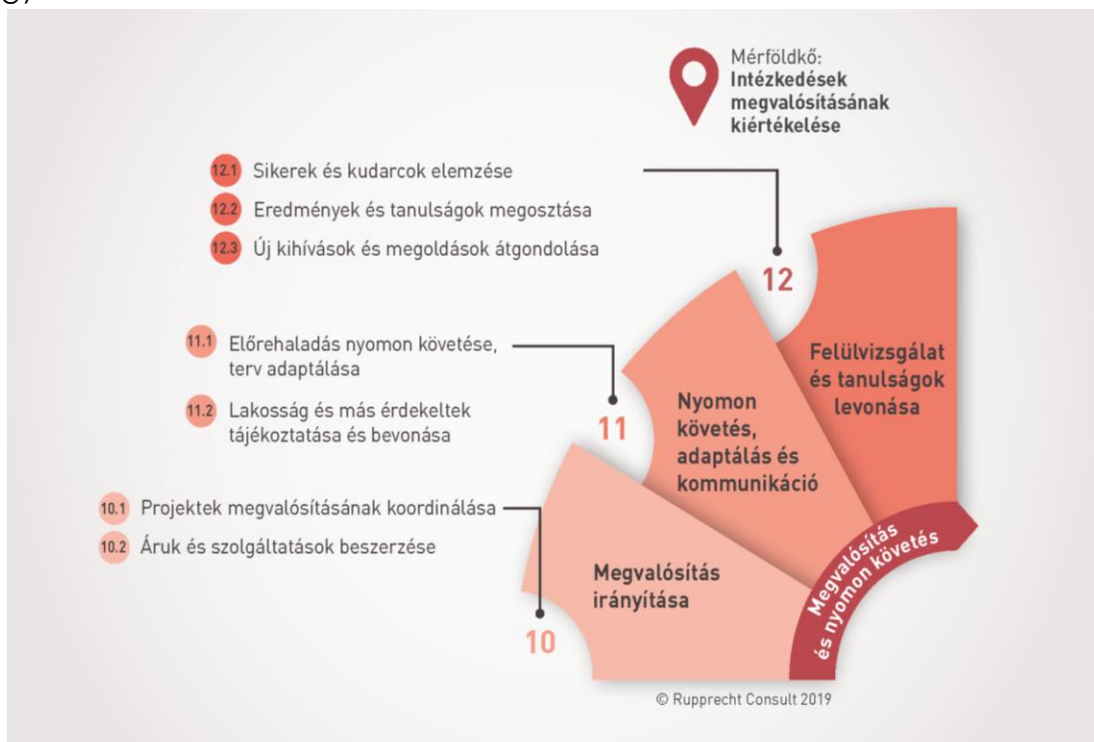 Mérföldkő:
Intézkedések
megvalósításának
kiértékelése
12.1 Sikerek és kudarcok elemzése
12.2 Eredmények és tanulságok megosztása
12.3 Új kihívások és megoldások átgondolása
12
Felülvizsgálat
és tanulságok
levonása
11.1 Előrehaladás nyomon követése,
terv adaptálása
11.2 Lakosság és más érdekeltek
tájékoztatása és bevonása
11
Nyomon
követés,
adaptálás és
kommunikáció
10.1 Projektek megvalósításának koordinálása
10.2 Áruk és szolgáltatások beszerzése
10
Megvalósítás
irányítása
Megvalósítás
és nyomon követés
© Rupprecht Consult 2019